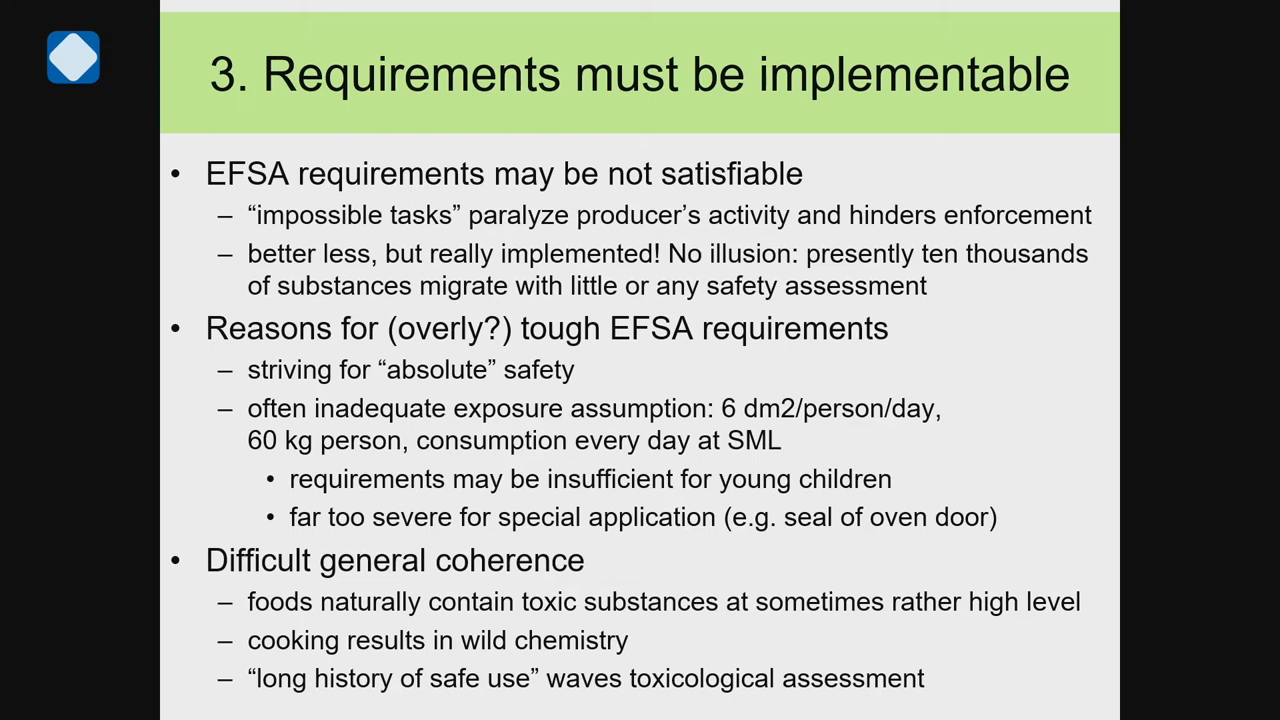 3. Requirements must be implementable
• EFSA requirements may be not satisfiable
– “impossible tasks” paralyze producer’s activity and hinders enforcement
– better less, but really implemented! No illusion: presently ten thousands
of substances migrate with little or any safety assessment
• Reasons for (overly?) tough EFSA requirements
– striving for “absolute” safety
– often inadequate exposure assumption: 6 dm2/person/day,
60 kg person, consumption every day at SML
• requirements may be insufficient for young children
• far too severe for special application (e.g. seal of oven door)
• Difficult general coherence
– foods naturally contain toxic substances at sometimes rather high level
– cooking results in wild chemistry
– “long history of safe use” waves toxicological assessment